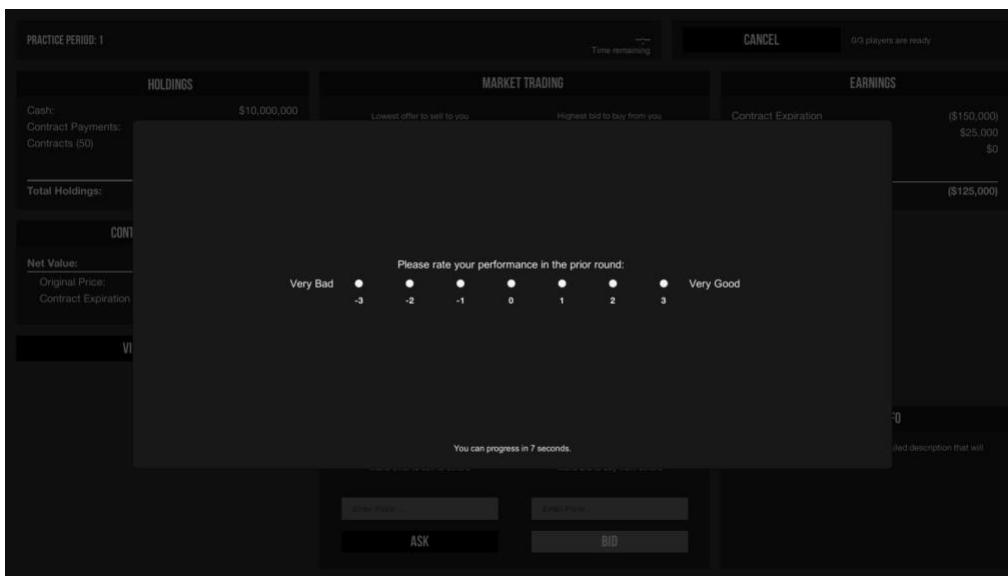 PRACTICE PERIOD: 1
--:--
Time remaining
CANCEL
0/3 players are ready
HOLDINGS
Cash: $10,000,000
Contract Payments:
Contracts (50)
Total Holdings:
MARKET TRADING
Lowest offer to sell to you
Highest bid to buy from you
EARNINGS
Contract Expiration ($150,000)
$25,000
$0
($125,000)
CONT
Net Value:
Original Price:
Contract Expiration
VI
Please rate your performance in the prior round:
Very Bad
Very Good
-3 -2 -1 0 1 2 3
You can progress in 7 seconds.
FO
description that will
Enter Price...
Enter Price...
ASK
BID